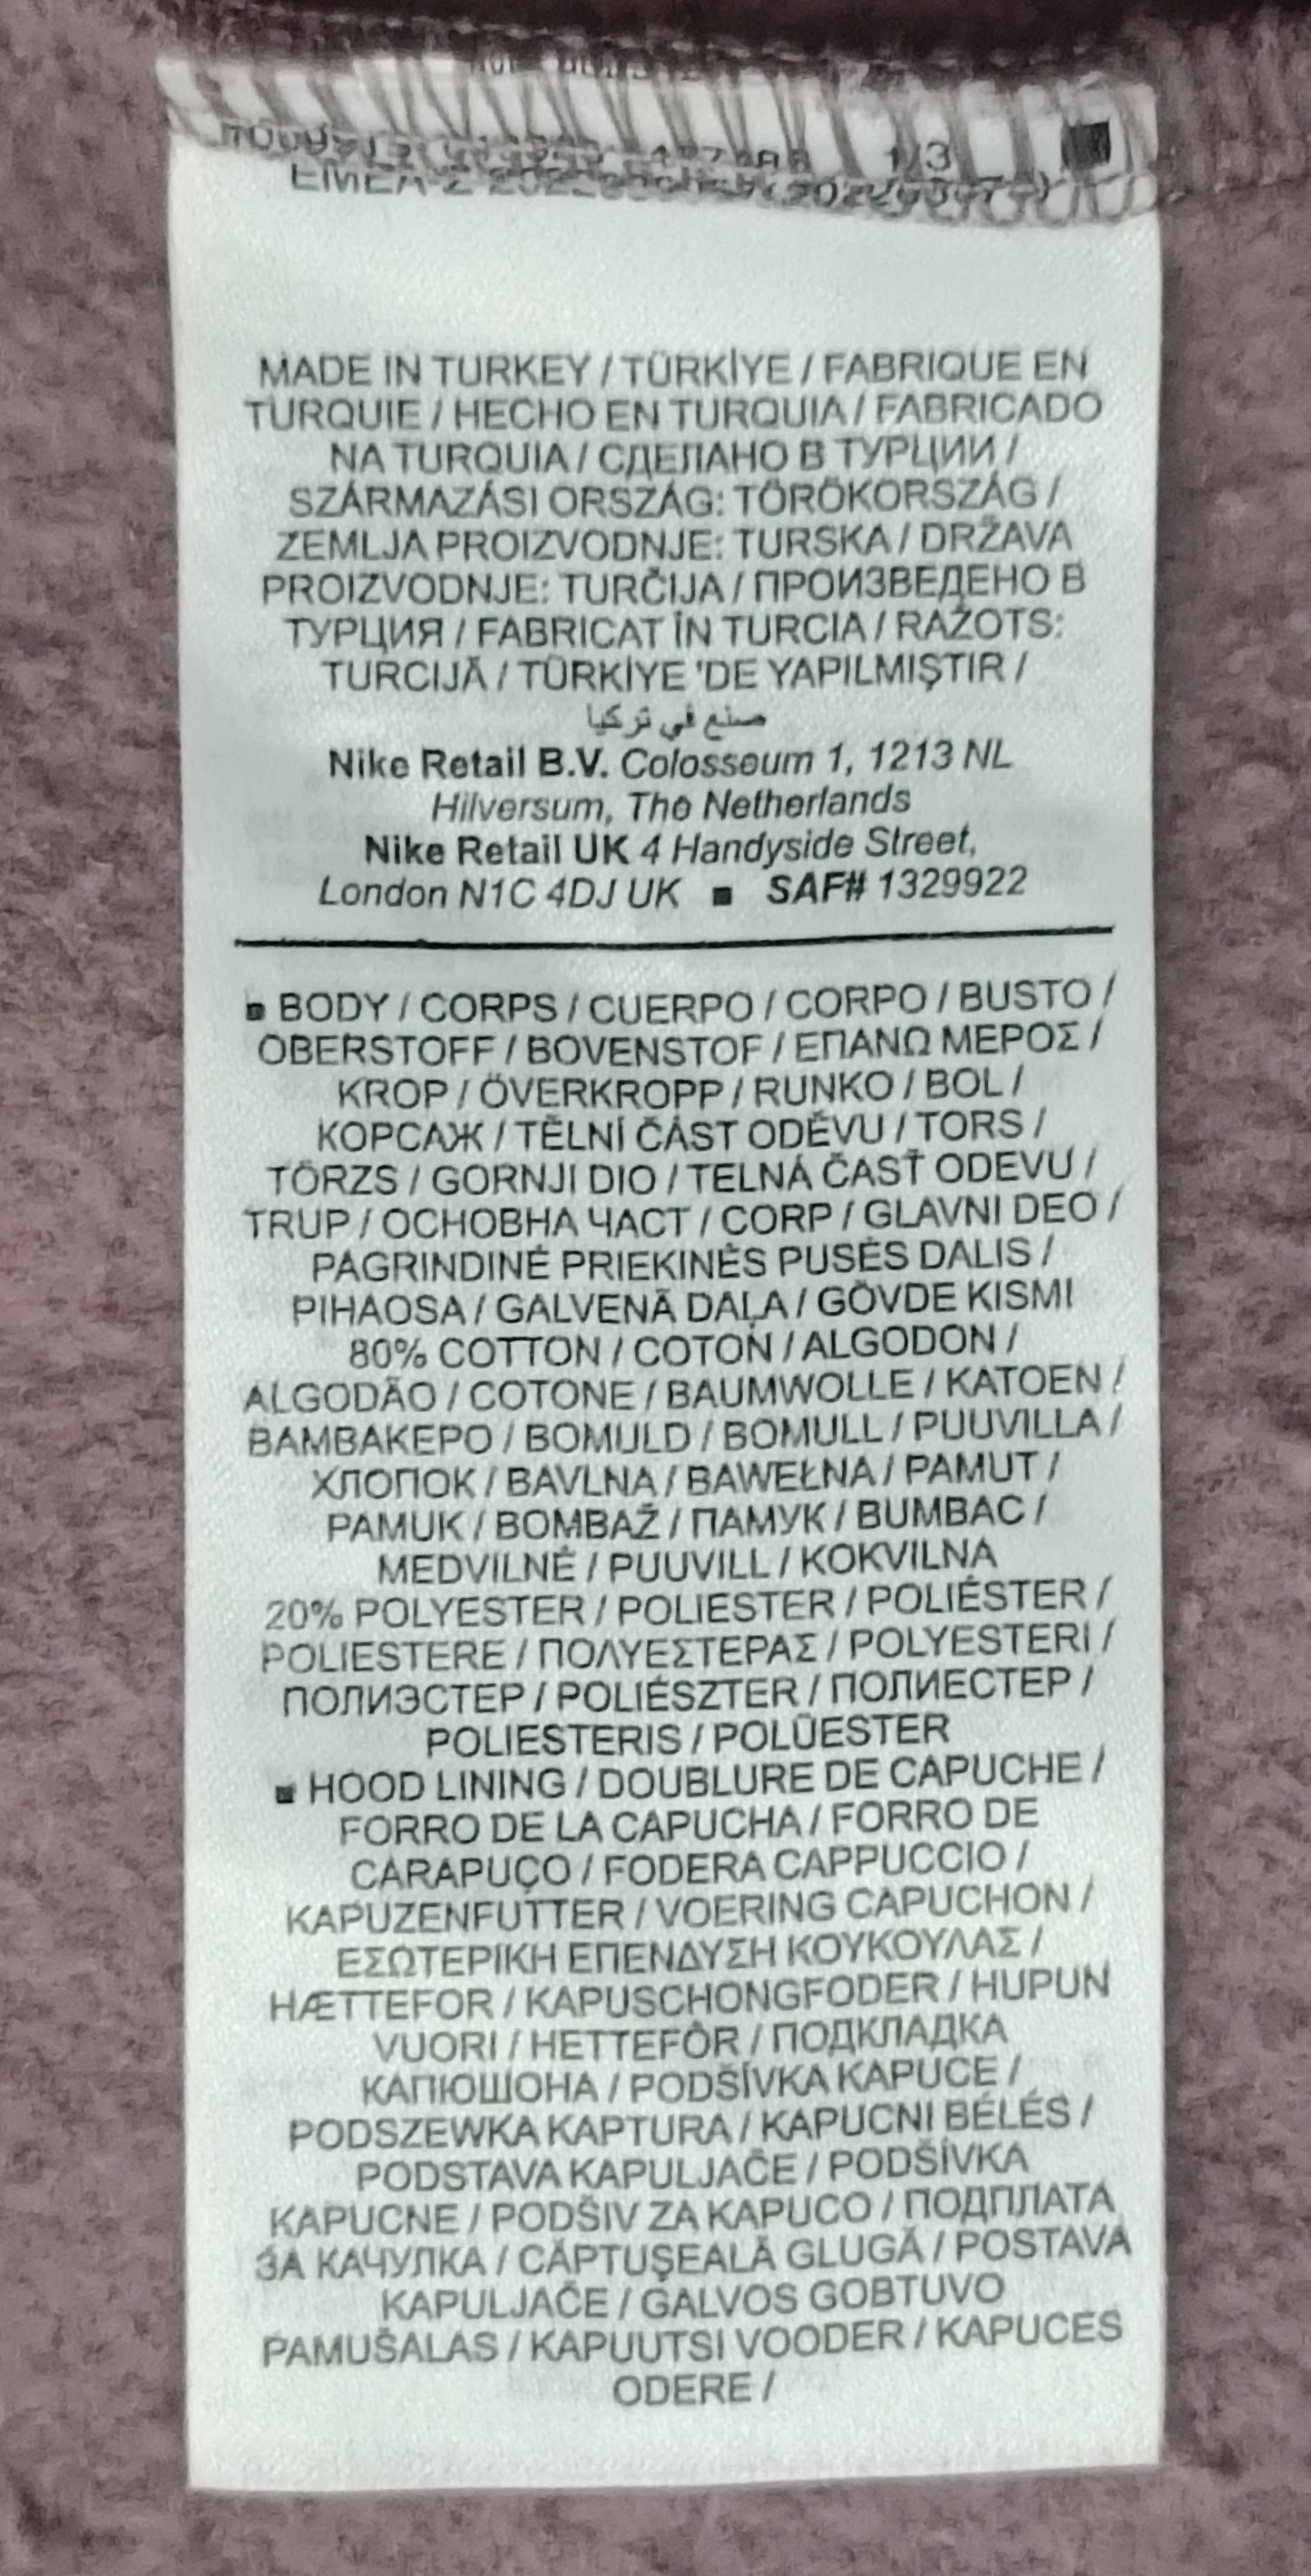 1/3
MADE IN TURKEY / TÜRKİYE / FABRIQUE EN
TURQUIE / HECHO EN TURQUIA / FABRICADO
NA TURQUIA / СДЕЛАНО В ТУРЦИИ /
SZÁRMAZÁSI ORSZÁG: TÖRÖKORSZÁG /
ZEMLJA PROIZVODNJE: TURSKA / DRŽAVA
PROIZVODNJE: TURČIJA / ПРОИЗВЕДЕНО В
ТУРЦИЯ / FABRICAT ÎN TURCIA / RAŽOTS:
TURCIJĀ / TÜRKİYE 'DE YAPILMIŞTIR /
صنع في تركيا
Nike Retail B.V. Colosseum 1, 1213 NL
Hilversum, The Netherlands
Nike Retail UK 4 Handyside Street,
London N1C 4DJ UK ■ SAF# 1329922
■ BODY / CORPS / CUERPO / CORPO / BUSTO /
OBERSTOFF / BOVENSTOF / ΕΠΑΝΩ ΜΕΡΟΣ /
KROP / ÖVERKROPP / RUNKO / BOL /
КОРСАЖ / TĚLNÍ ČÁST ODĚVU / TORS /
TÖRZS / GORNJI DIO / TELNÁ ČASŤ ODEVU /
TRUP / ОСНОВНА ЧАСТ / CORP / GLAVNI DEO /
PAGRINDINĖ PRIEKINĖS PUSĖS DALIS /
PIHAOSA / GALVENĀ DAĻA / GÖVDE KISMI
80% COTTON / COTON / ALGODON /
ALGODÃO / COTONE / BAUMWOLLE / KATOEN /
ΒΑΜΒΑΚΕΡΟ / BOMULD / BOMULL / PUUVILLA /
ХЛОПОК / BAVLNA / BAWEŁNA / PAMUT /
PAMUK / BOMBAŽ / ПАМУК / BUMBAC /
MEDVILNĖ / PUUVILL / KOKVILNA
20% POLYESTER / POLIESTER / POLIÉSTER /
POLIESTERE / ΠΟΛΥΕΣΤΕΡΑΣ / POLYESTERI /
ПОЛИЭСТЕР / POLIÉSZTER / ПОЛИЕСТЕР /
POLIESTERIS / POLÜESTER
■ HOOD LINING / DOUBLURE DE CAPUCHE /
FORRO DE LA CAPUCHA / FORRO DE
CARAPUÇO / FODERA CAPPUCCIO /
KAPUZENFUTTER / VOERING CAPUCHON /
ΕΣΩΤΕΡΙΚΗ ΕΠΕΝΔΥΣΗ ΚΟΥΚΟΥΛΑΣ /
HÆTTEFOR / KAPUSCHONGFODER / HUPUN
VUORI / HETTEFÔR / ПОДКЛАДКА
КАПЮШОНА / PODŠÍVKA KAPUCE /
PODSZEWKA KAPTURA / KAPUCNI BÉLÉS /
PODSTAVA KAPULJAČE / PODŠÍVKA
KAPUCNE / PODŠIV ZA KAPUCO / ПОДПЛАТА
ЗА КАЧУЛКА / CĂPTUŞEALĂ GLUGĂ / POSTAVA
KAPULJAČE / GALVOS GOBTUVO
PAMUŠALAS / KAPUUTSI VOODER / KAPUCES
ODERE /